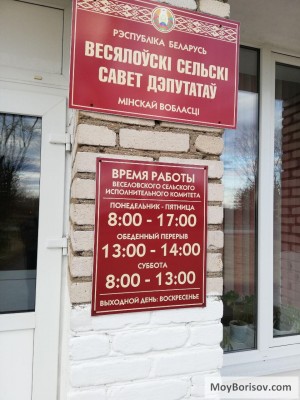 РЭСПУБЛІКА БЕЛАРУСЬ
ВЕСЯЛОЎСКІ СЕЛЬСКІ
САВЕТ ДЭПУТАТАЎ
МІНСКАЙ ВОБЛАСЦІ
ВРЕМЯ РАБОТЫ
ВЕСЕЛОВСКОГО СЕЛЬСКОГО
ИСПОЛНИТЕЛЬНОГО КОМИТЕТА
ПОНЕДЕЛЬНИК - ПЯТНИЦА
8:00 - 17:00
ОБЕДЕННЫЙ ПЕРЕРЫВ
13:00 - 14:00
СУББОТА
8:00 - 13:00
ВЫХОДНОЙ ДЕНЬ: ВОСКРЕСЕНЬЕ
MoyBorisov.com